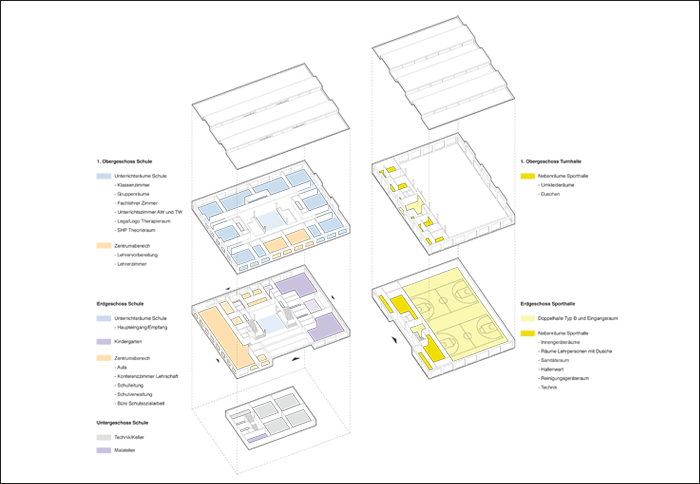 1. Obergeschoss Schule
Unterrichträume Schule
- Klassenzimmer
- Gruppenräume
- Fachlehrer Zimmer
- Unterrichtszimmer AW und TW
- Lega/Logo Therapieraum
- SHP Theorieraum
Zentrumsbereich
- Lehrervorbereitung
- Lehrerzimmer
Erdgeschoss Schule
Unterrichträume Schule
- Haupteingang/Empfang
Kindergarten
Zentrumsbereich
- Aula
- Konferenzzimmer Lehrschaft
- Schulleitung
- Schulverwaltung
- Büro Schulsozialarbeit
Untergeschoss Schule
Technik/Keller
Malatelier
1. Obergeschoss Turnhalle
Nebenräume Sporthalle
- Umkleideräume
- Duschen
Erdgeschoss Sporthalle
Doppelhalle Typ B und Eingangsraum
Nebenräume Sporthalle
- Innengeräteräume
- Räume Lehrpersonen mit Dusche
- Sanitätsraum
- Hallenwart
- Reinigungsgeräteraum
- Technik